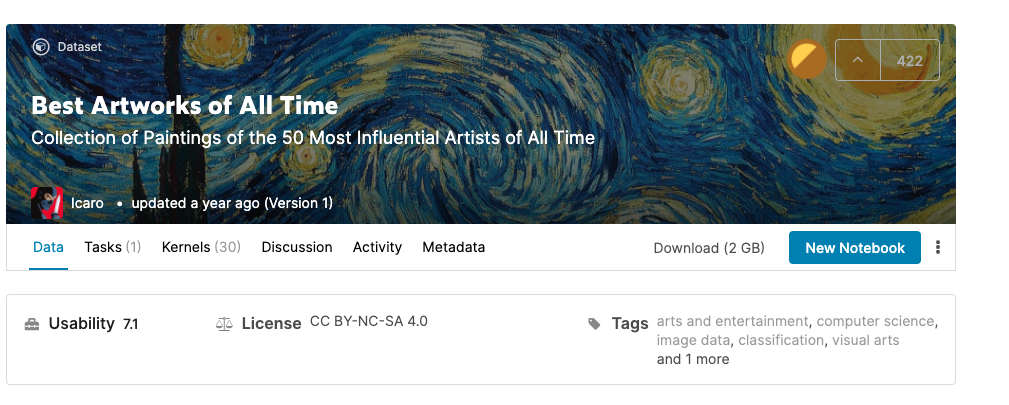 Dataset
422
Best Artworks of All Time
Collection of Paintings of the 50 Most Influential Artists of All Time
Icaro • updated a year ago (Version 1)
Data Tasks (1) Kernels (30) Discussion Activity Metadata Download (2 GB) New Notebook
Usability 7.1 License CC BY-NC-SA 4.0 Tags arts and entertainment, computer science,
image data, classification, visual arts
and 1 more